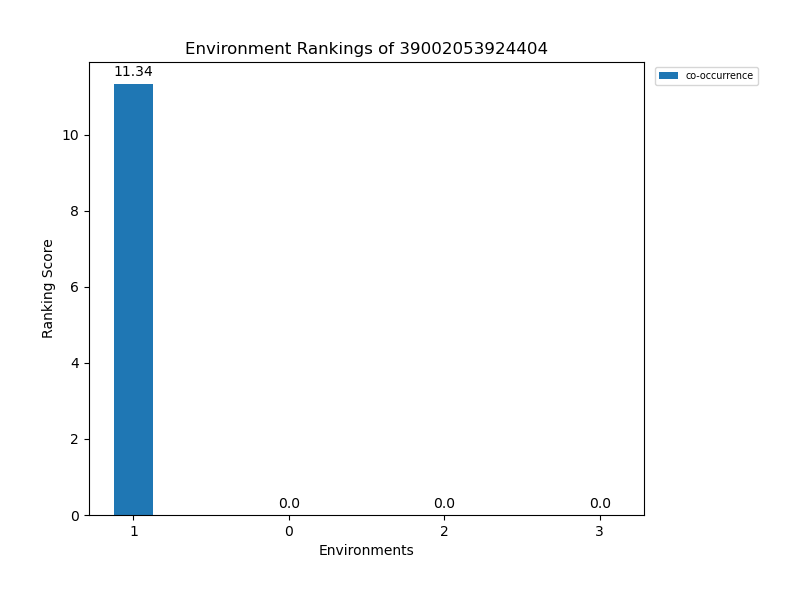 Environment Rankings of 39002053924404
11.34
co-occurrence
10
8
6
4
2
0
Ranking Score
0.0 0.0 0.0
1 0 2 3
Environments